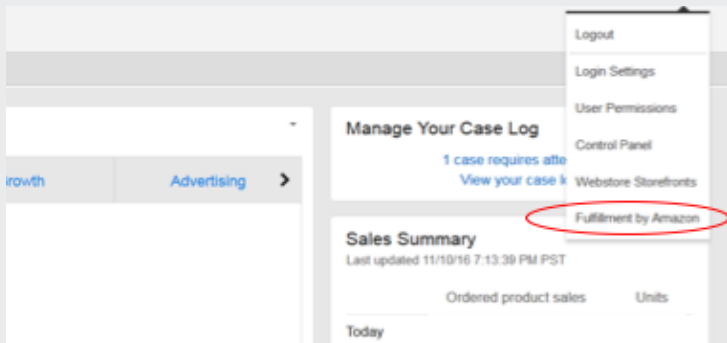 Logout
Login Settings
User Permissions
Control Panel
Webstore Storefronts
Fulfillment by Amazon
rowth
Advertising
Manage Your Case Log
1 case requires atte
View your case l
Sales Summary
Last updated 11/10/16 7:13:39 PM PST
Ordered product sales Units
Today